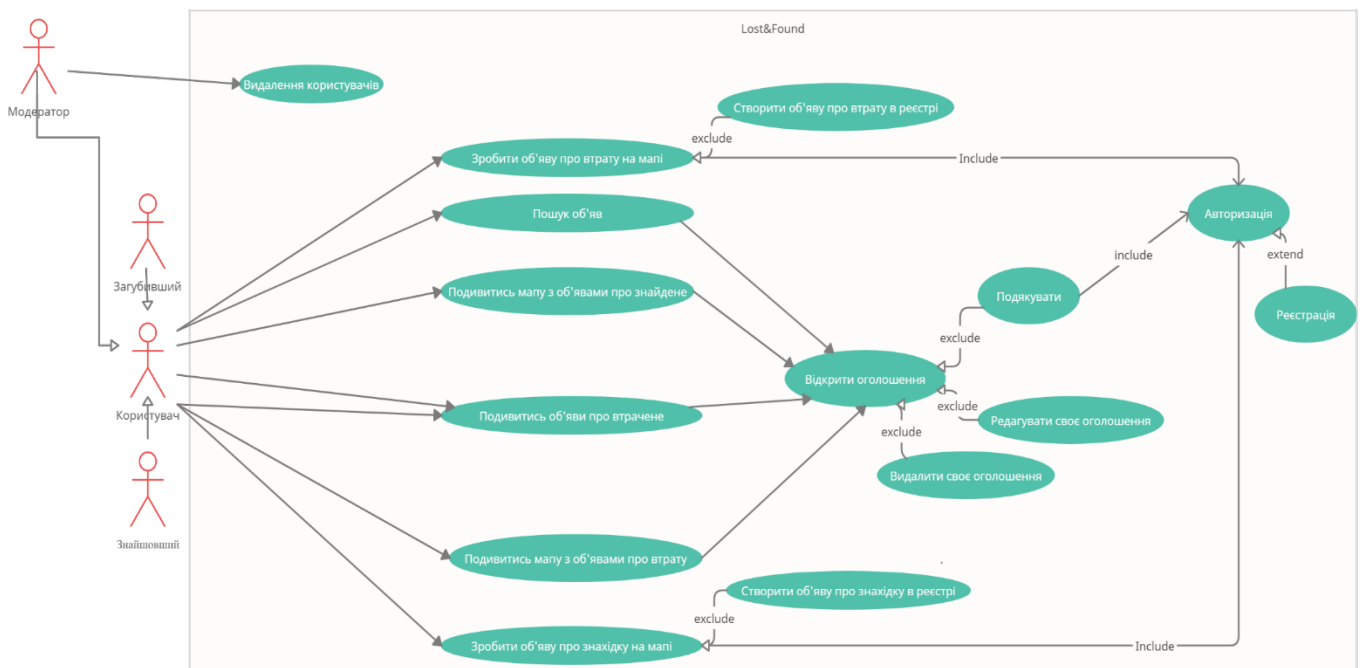 Lost&Found
Модератор
Видалення користувачів
Створити об'яву про втрату в реєстрі
exclude
Зробити об'яву про втрату на мапі
Include
Пошук об'яв
Авторизація
Загубивший
include
extend
Подивитись мапу з об'явами про знайдене
Подякувати
Реєстрація
exclude
Відкрити оголошення
Користувач
Подивитись об'яви про втрачене
exclude
Редагувати своє оголошення
exclude
Видалити своє оголошення
Знайшовший
Подивитись мапу з об'явами про втрату
Створити об'яву про знахідку в реєстрі
exclude
Зробити об'яву про знахідку на мапі
Include